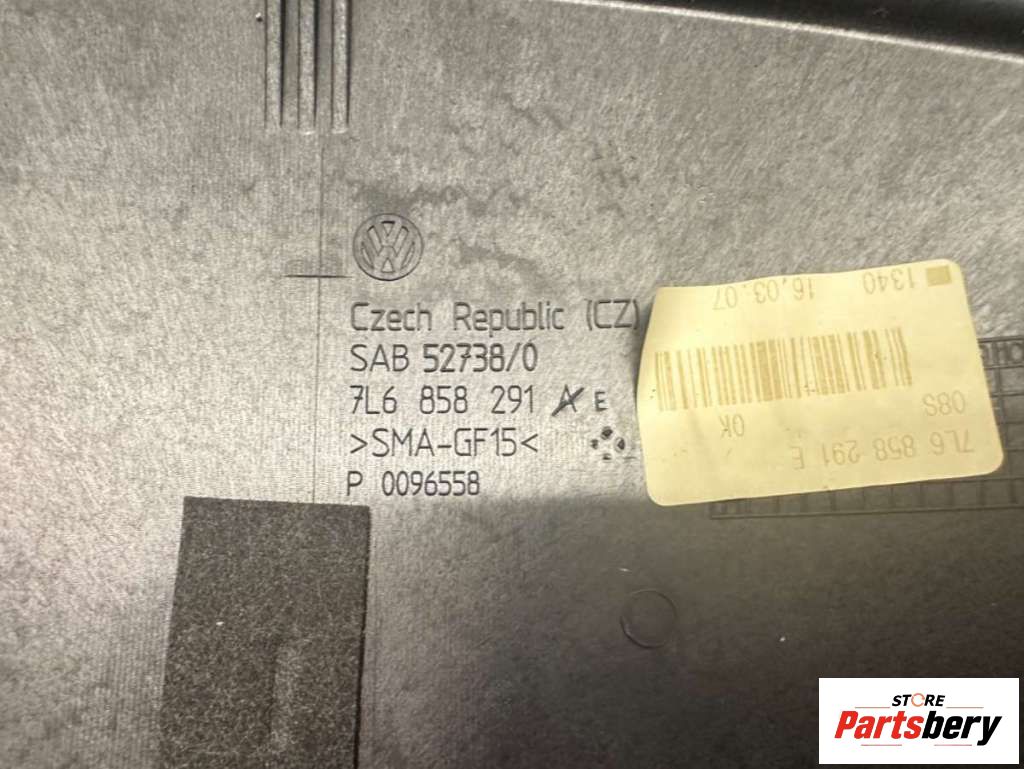 Czech Republic (CZ)
SAB 52738/0
7L6 858 291 A E
>SMA-GF15<
P 0096558
7L6 858 291 E
08S
OK
1340 16.03.07
STORE
Partsbery